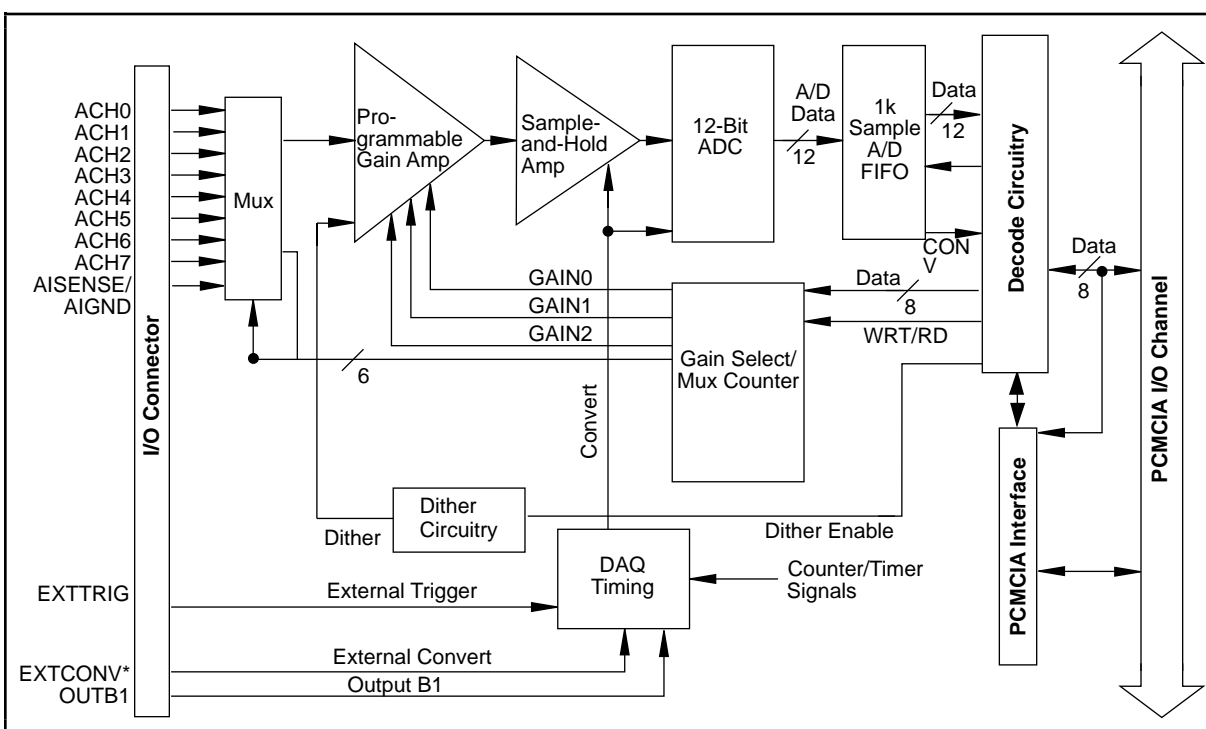 ACH0
ACH1
ACH2
ACH3
ACH4
ACH5
ACH6
ACH7
AISENSE/
AIGND
EXTTRIG
EXTCONV*
OUTB1
I/O Connector
Mux
Pro-
grammable
Gain Amp
Sample-
and-Hold
Amp
12-Bit
ADC
A/D
Data
12
1k
Sample
A/D
FIFO
Data
12
CON
V
Decode Circuitry
Data
8
PCMCIA I/O Channel
GAIN0
GAIN1
GAIN2
6
Gain Select/
Mux Counter
Data
8
WRT/RD
Convert
Dither
Dither
Circuitry
Dither Enable
DAQ
Timing
Counter/Timer
Signals
External Trigger
External Convert
Output B1
PCMCIA Interface